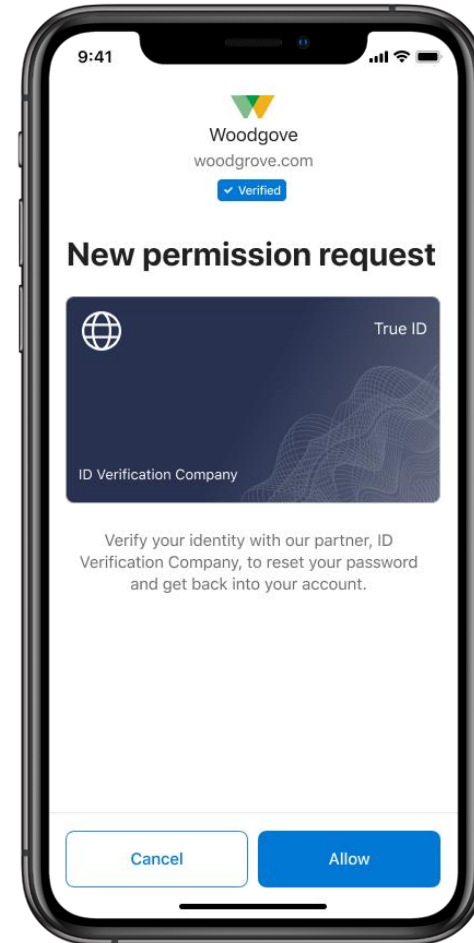 9:41
Woodgove
woodgrove.com
Verified
New permission request
True ID
ID Verification Company
Verify your identity with our partner, ID
Verification Company, to reset your password
and get back into your account.
Cancel
Allow